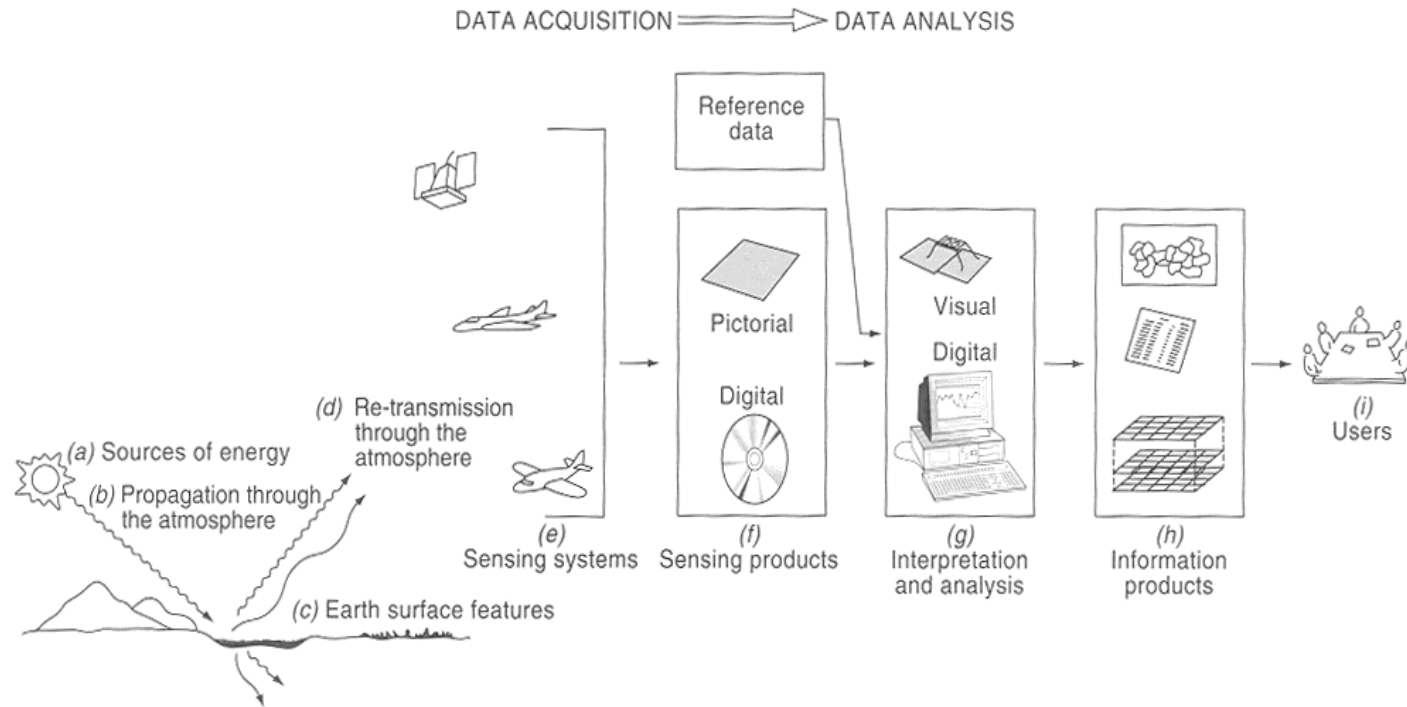 DATA ACQUISITION DATA ANALYSIS
Reference
data
Pictorial
Digital
Visual
Digital
(a) Sources of energy
(b) Propagation through
the atmosphere
(c) Earth surface features
(d) Re-transmission
through the
atmosphere
(e)
Sensing systems
(f)
Sensing products
(g)
Interpretation
and analysis
(h)
Information
products
(i)
Users